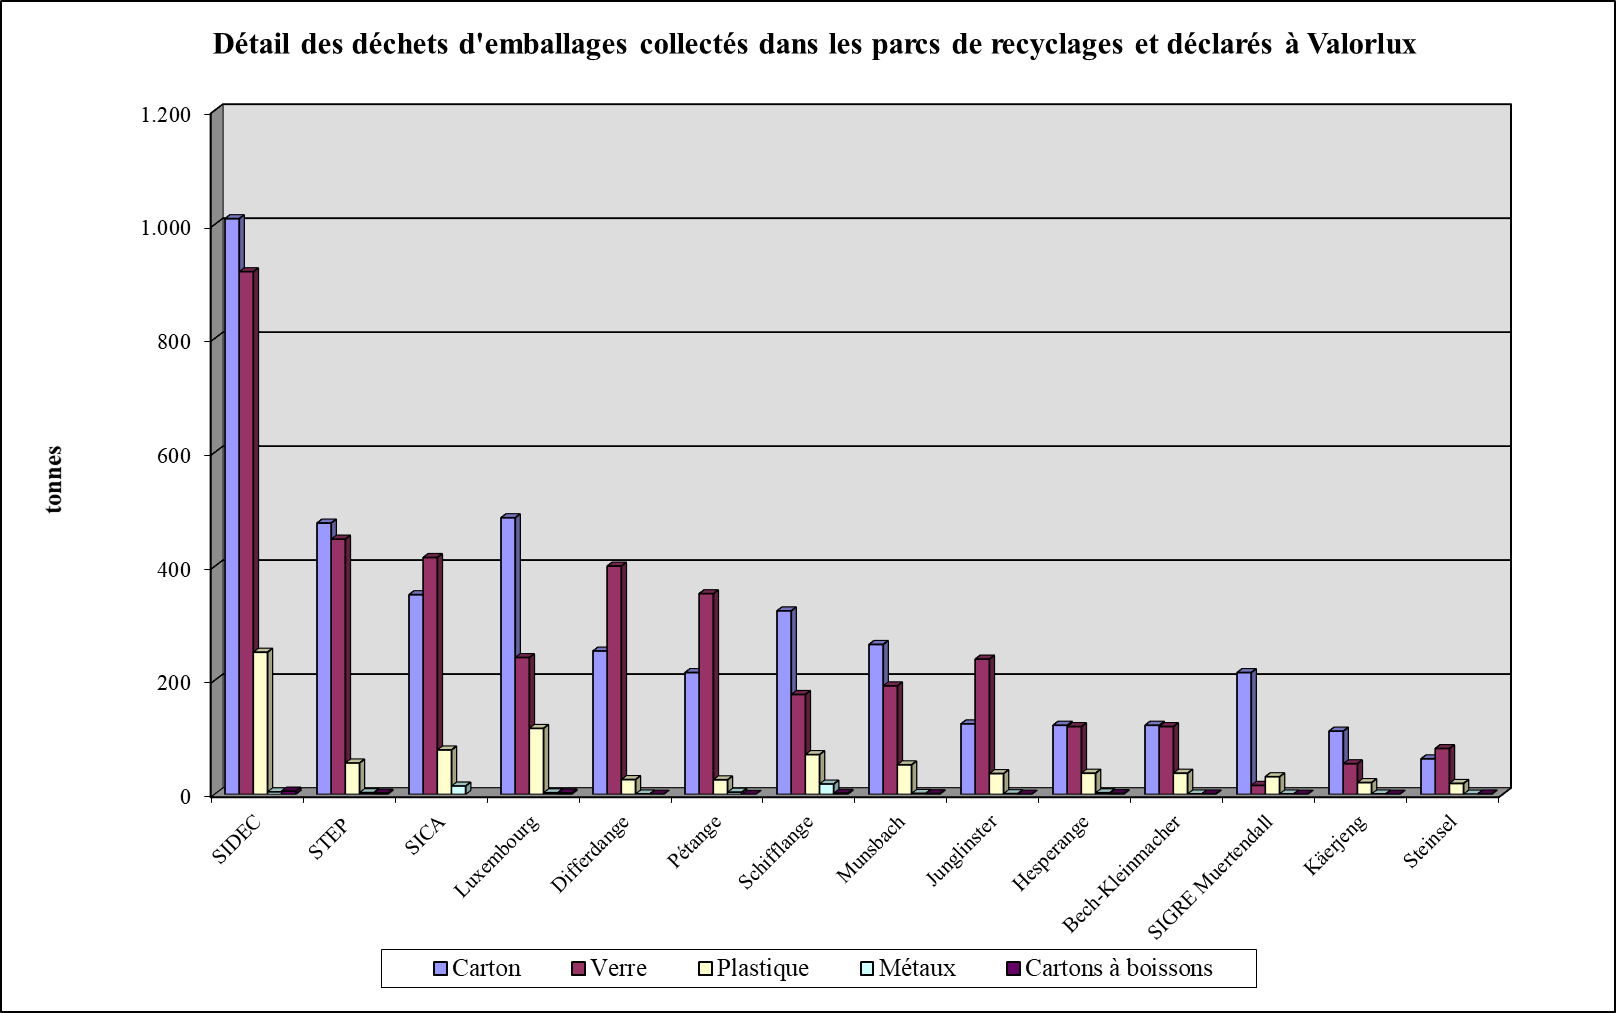 Détail des déchets d'emballages collectés dans les parcs de recyclages et déclarés à Valorlux
1.200
1.000
800
600
400
200
0
tonnes
SIDEC
STEP
SICA
Luxembourg
Differdange
Pétange
Schifflange
Munsbach
Junglinster
Hesperange
Bech-Kleinmacher
SIGRE Muertendall
Käerjeng
Steinsel
Carton Verre Plastique Métaux Cartons à boissons